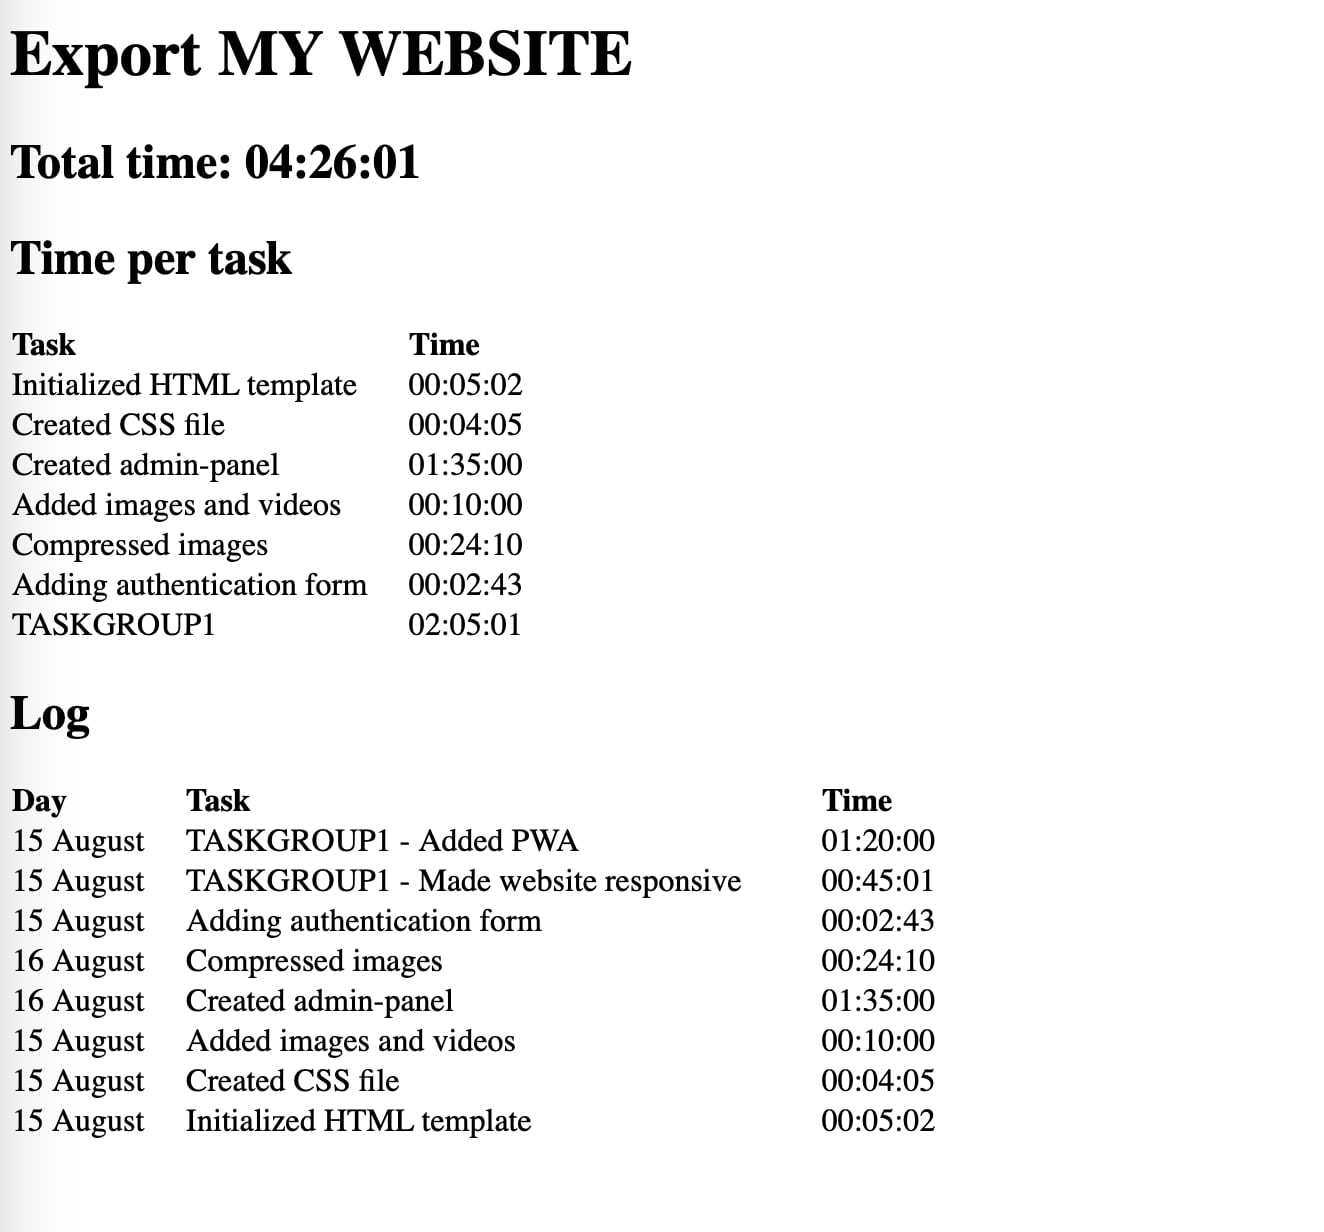 Export MY WEBSITE
Total time: 04:26:01
Time per task
Task Time
Initialized HTML template 00:05:02
Created CSS file 00:04:05
Created admin-panel 01:35:00
Added images and videos 00:10:00
Compressed images 00:24:10
Adding authentication form 00:02:43
TASKGROUP1 02:05:01
Log
Day Task Time
15 August TASKGROUP1 - Added PWA 01:20:00
15 August TASKGROUP1 - Made website responsive 00:45:01
15 August Adding authentication form 00:02:43
16 August Compressed images 00:24:10
16 August Created admin-panel 01:35:00
15 August Added images and videos 00:10:00
15 August Created CSS file 00:04:05
15 August Initialized HTML template 00:05:02